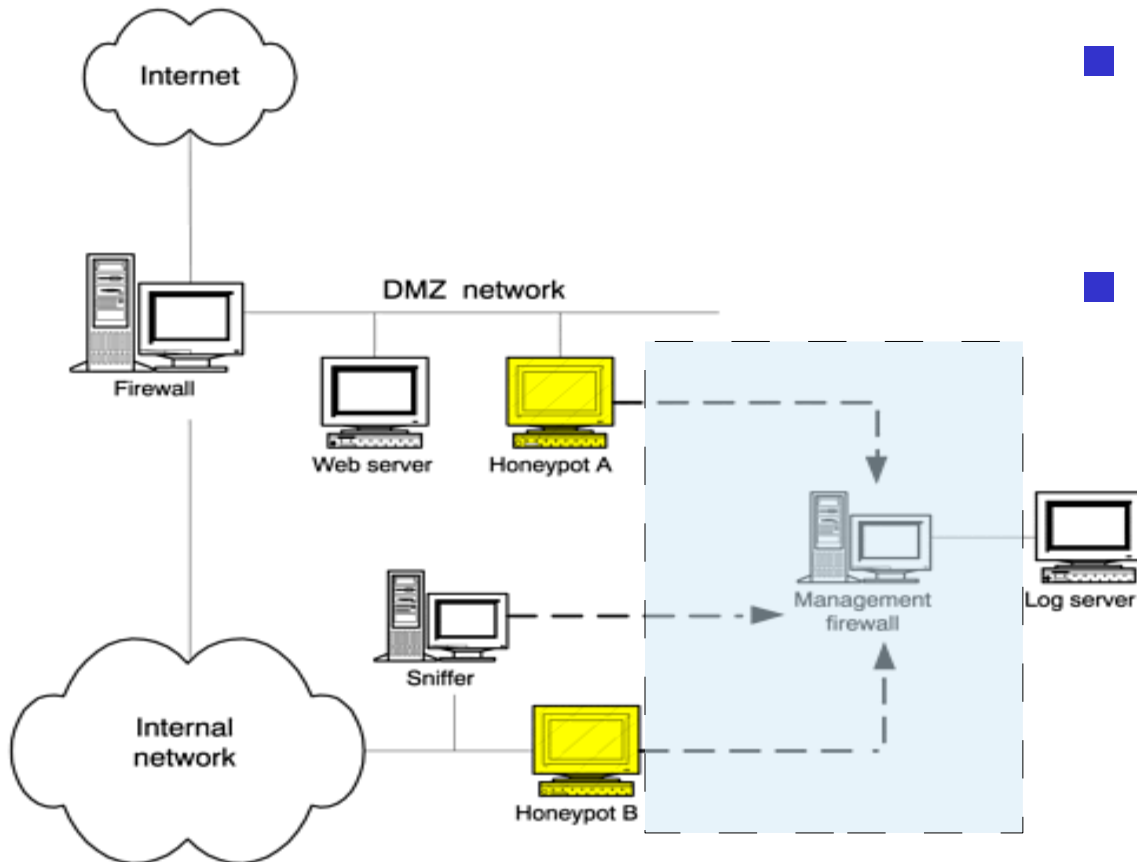 Internet
DMZ network
Firewall
Web server
Honeypot A
Management
firewall
Log server
Sniffer
Internal
network
Honeypot B